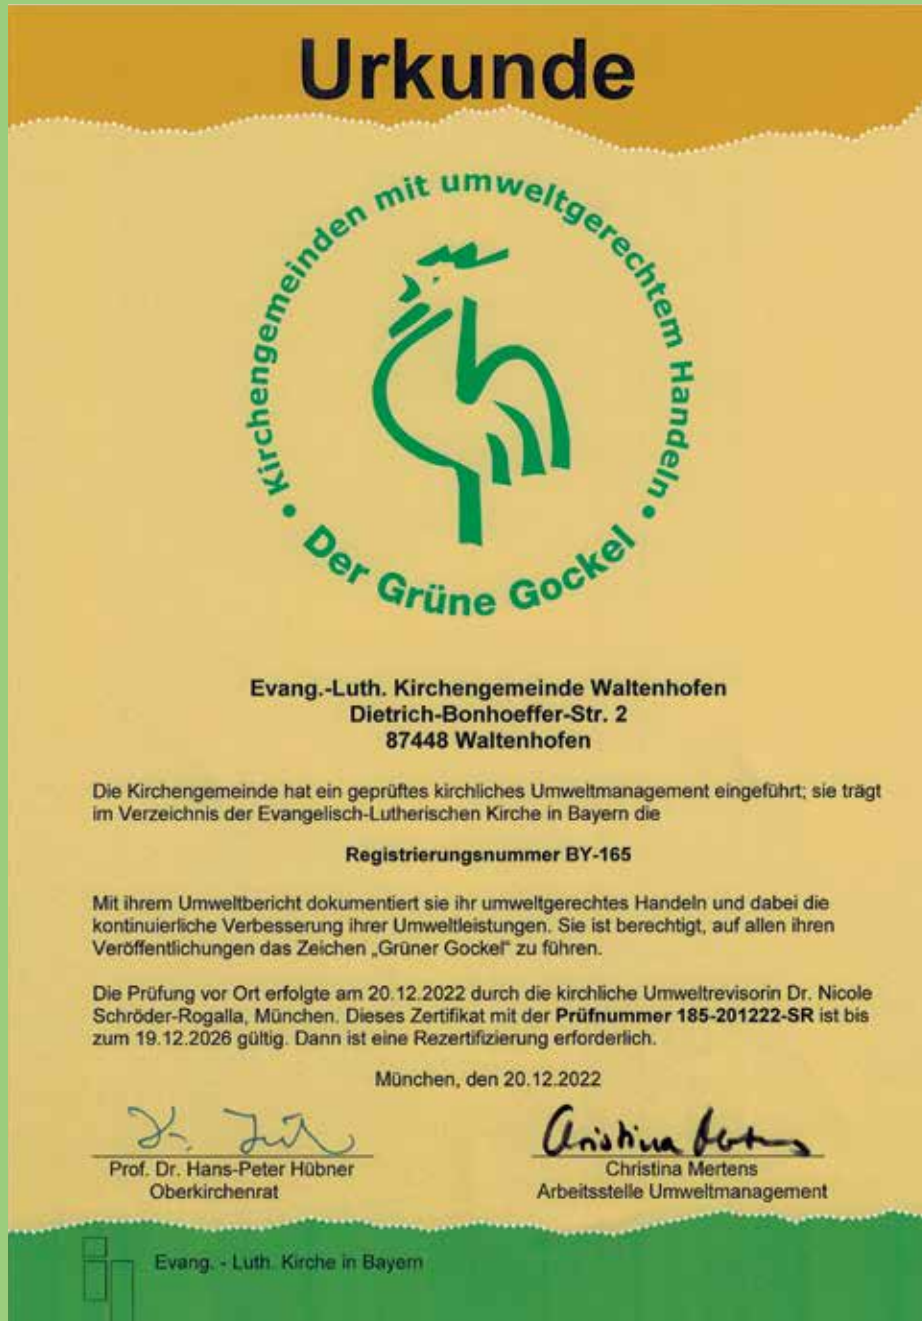 Urkunde
Kirchengemeinden mit umweltgerechtem Handeln
• Der Grüne Gockel •
Evang.-Luth. Kirchengemeinde Waltenhofen
Dietrich-Bonhoeffer-Str. 2
87448 Waltenhofen
Die Kirchengemeinde hat ein geprüftes kirchliches Umweltmanagement eingeführt; sie trägt
im Verzeichnis der Evangelisch-Lutherischen Kirche in Bayern die
Registrierungsnummer BY-165
Mit ihrem Umweltbericht dokumentiert sie ihr umweltgerechtes Handeln und dabei die
kontinuierliche Verbesserung ihrer Umweltleistungen. Sie ist berechtigt, auf allen ihren
Veröffentlichungen das Zeichen „Grüner Gockel" zu führen.
Die Prüfung vor Ort erfolgte am 20.12.2022 durch die kirchliche Umweltrevisorin Dr. Nicole
Schröder-Rogalla, München. Dieses Zertifikat mit der Prüfnummer 185-201222-SR ist bis
zum 19.12.2026 gültig. Dann ist eine Rezertifizierung erforderlich.
München, den 20.12.2022
Christina
Prof. Dr. Hans-Peter Hübner
Oberkirchenrat
Christina Mertens
Arbeitsstelle Umweltmanagement
Evang. - Luth. Kirche in Bayern